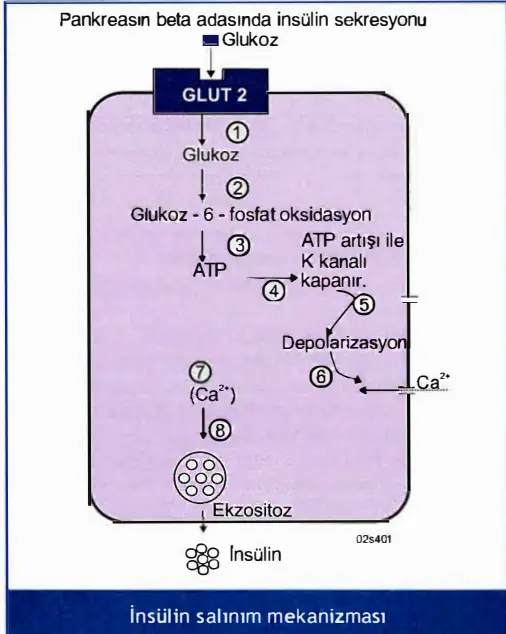 Pankreasın beta adasında insülin sekresyonu
Glukoz
GLUT 2
①
Glukoz
②
Glukoz - 6 - fosfat oksidasyon
③
ATP artışı ile
K kanalı
kapanır.
ATP
④
⑤
Depolarizasyon
⑥
Ca²⁺
⑦
(Ca²⁺)
⑧
Ekzositoz
02s401
İnsülin
İnsülin salınım mekanizması